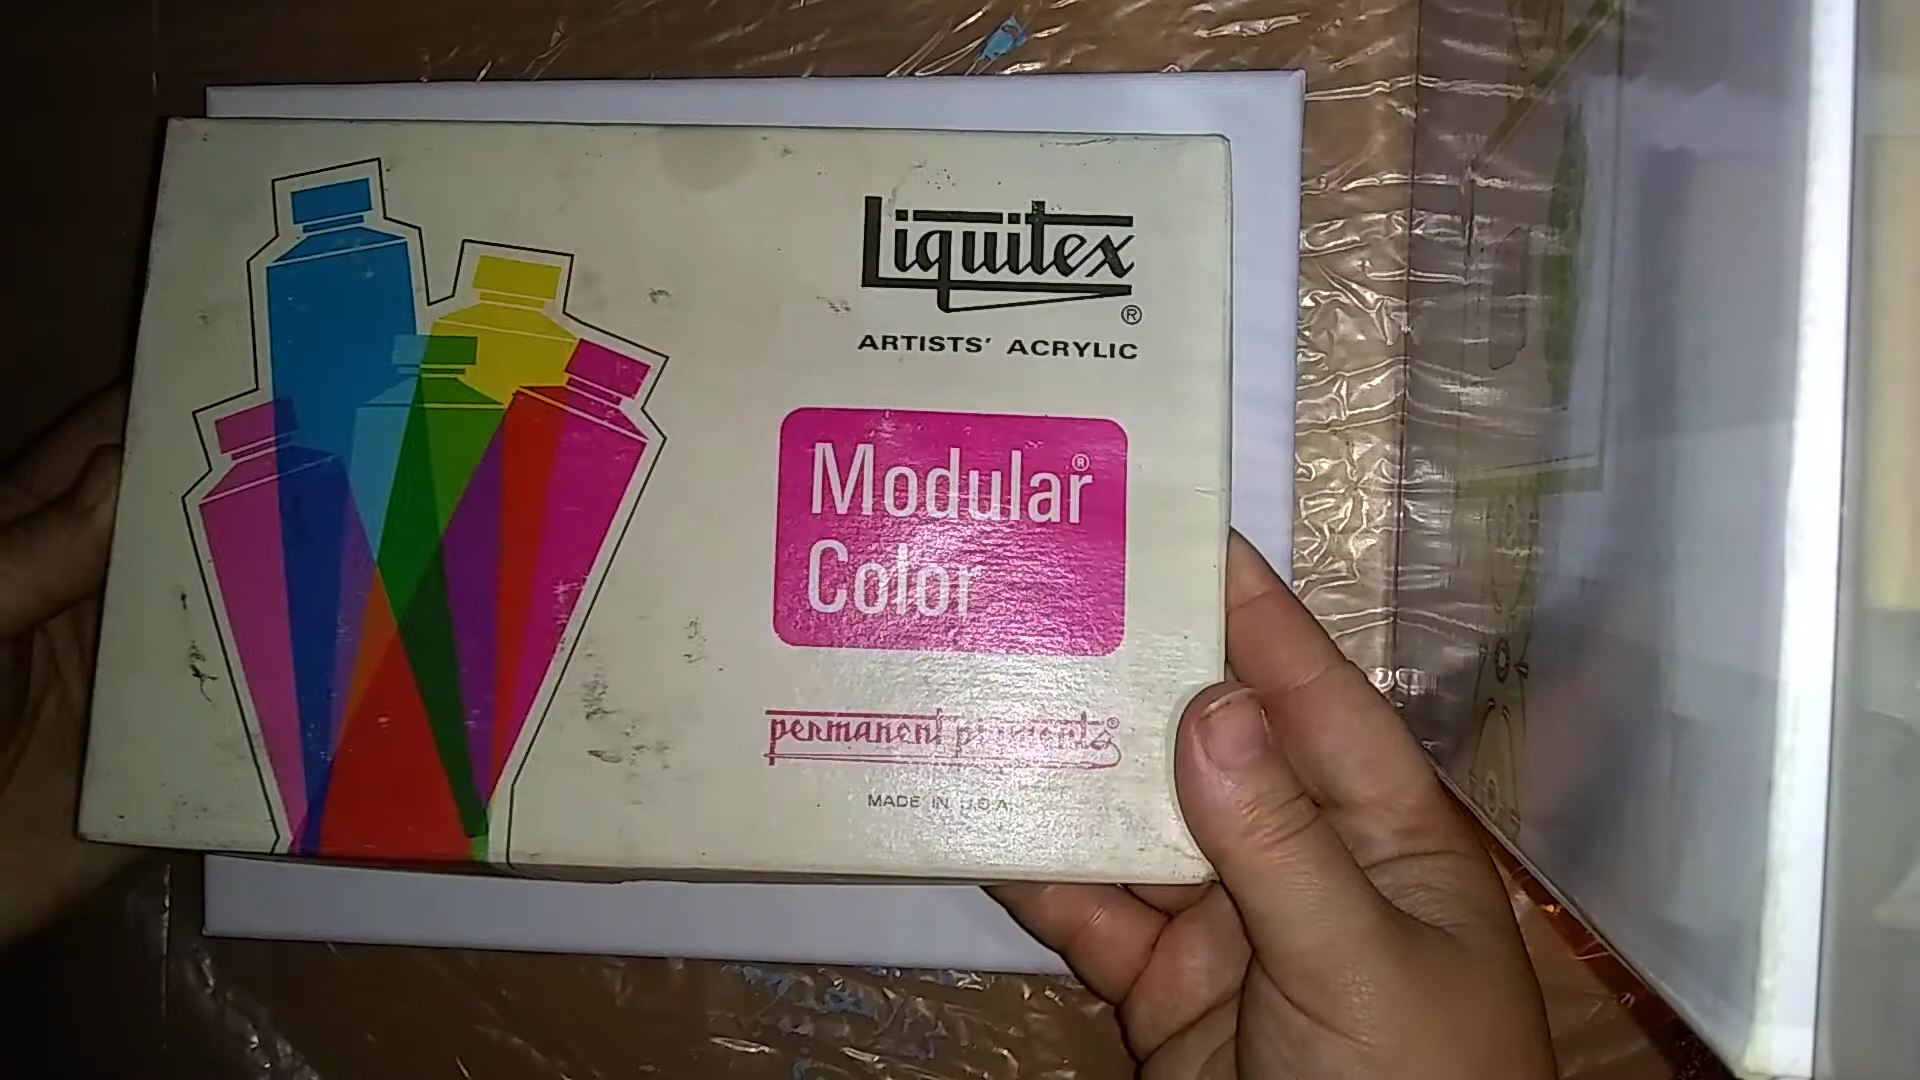 Liquitex®
ARTISTS' ACRYLIC
Modular®
Color
permanent pigments®
MADE IN U.S.A.